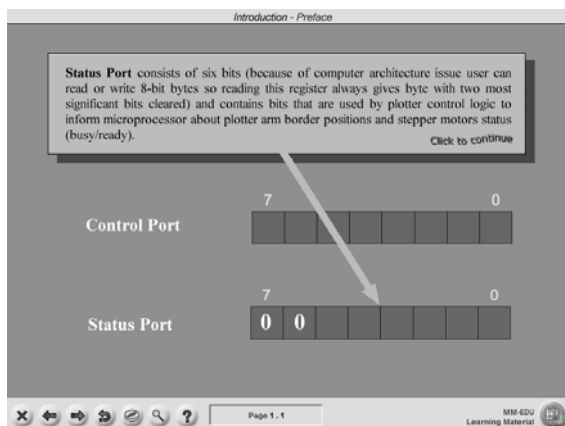 Introduction - Preface
Status Port consists of six bits (because of computer architecture issue user can
read or write 8-bit bytes so reading this register always gives byte with two most
significant bits cleared) and contains bits that are used by plotter control logic to
inform microprocessor about plotter arm border positions and stepper motors status
(busy/ready).
Click to continue
7 0
Control Port
7 0
Status Port 0 0
Page 1 . 1
MM-EDU
Learning Material